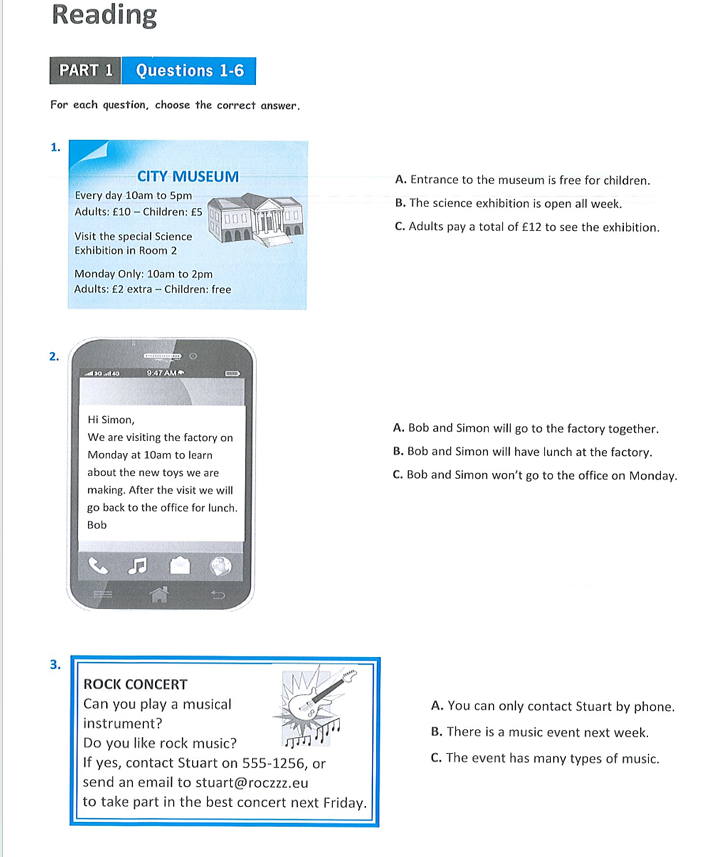 Reading
PART 1 Questions 1-6
For each question, choose the correct answer.
1.
CITY MUSEUM
Every day 10am to 5pm
Adults: £10 – Children: £5
Visit the special Science
Exhibition in Room 2
Monday Only: 10am to 2pm
Adults: £2 extra – Children: free
A. Entrance to the museum is free for children.
B. The science exhibition is open all week.
C. Adults pay a total of £12 to see the exhibition.
2.
3G 4G 9:47 AM
Hi Simon,
We are visiting the factory on
Monday at 10am to learn
about the new toys we are
making. After the visit we will
go back to the office for lunch.
Bob
A. Bob and Simon will go to the factory together.
B. Bob and Simon will have lunch at the factory.
C. Bob and Simon won't go to the office on Monday.
3.
ROCK CONCERT
Can you play a musical
instrument?
Do you like rock music?
If yes, contact Stuart on 555-1256, or
send an email to stuart@roczzz.eu
to take part in the best concert next Friday.
A. You can only contact Stuart by phone.
B. There is a music event next week.
C. The event has many types of music.